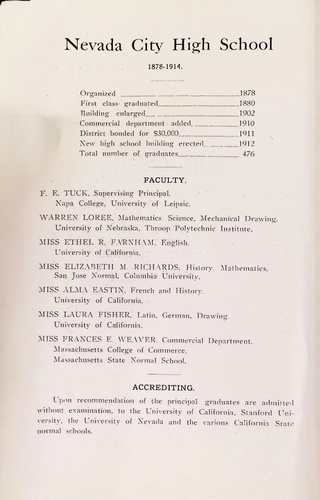 Nevada City High School
1878-1914.
Organized 1878
First class graduated 1880
Building enlarged 1902
Commercial department added 1910
District bonded for $30,000 1911
New high school building erected 1912
Total number of graduates 476
FACULTY.
F. E. TUCK, Supervising Principal.
Napa College, University of Leipsic.
WARREN LOREE, Mathematics Science, Mechanical Drawing.
University of Nebraska, Throop Polytechnic Institute.
MISS ETHEL R. FARNHAM, English.
University of California.
MISS ELIZABETH M. RICHARDS, History, Mathematics.
San Jose Normal, Columbia University.
MISS ALMA EASTIN, French and History.
University of California.
MISS LAURA FISHER, Latin, German, Drawing.
University of California.
MISS FRANCES E. WEAVER, Commercial Department.
Massachusetts College of Commerce.
Massachusetts State Normal School.
ACCREDITING.
Upon recommendation of the principal graduates are admitted
without examination, to the University of California, Stanford Uni-
versity, the University of Nevada and the various California State
normal schools.